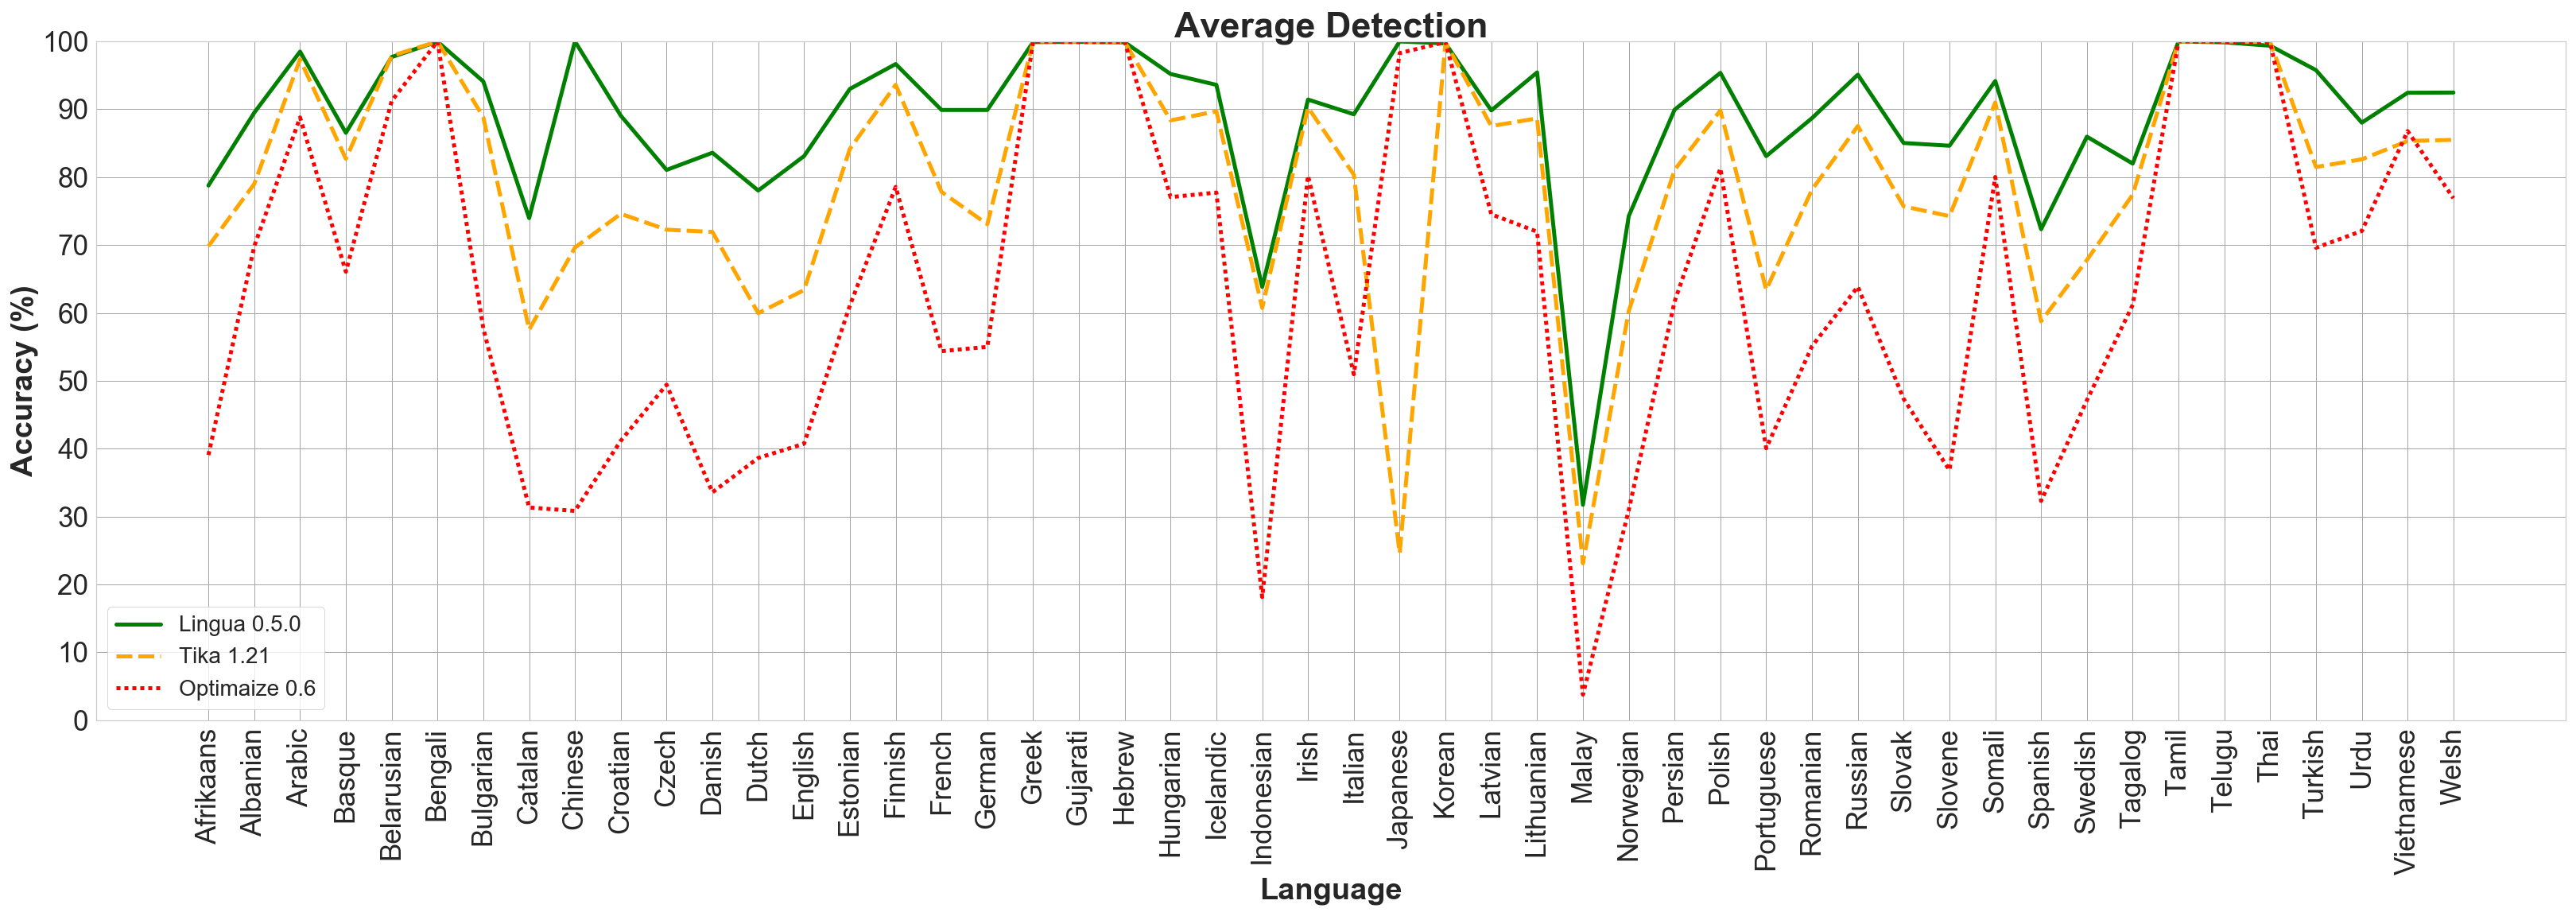 Average Detection
Accuracy (%)
100
90
80
70
60
50
40
30
20
10
0
Lingua 0.5.0
Tika 1.21
Optimaize 0.6
Afrikaans
Albanian
Arabic
Basque
Belarusian
Bengali
Bulgarian
Catalan
Chinese
Croatian
Czech
Danish
Dutch
English
Estonian
Finnish
French
German
Greek
Gujarati
Hebrew
Hungarian
Icelandic
Indonesian
Irish
Italian
Japanese
Korean
Latvian
Lithuanian
Malay
Norwegian
Persian
Polish
Portuguese
Romanian
Russian
Slovak
Slovene
Somali
Spanish
Swedish
Tagalog
Tamil
Telugu
Thai
Turkish
Urdu
Vietnamese
Welsh
Language